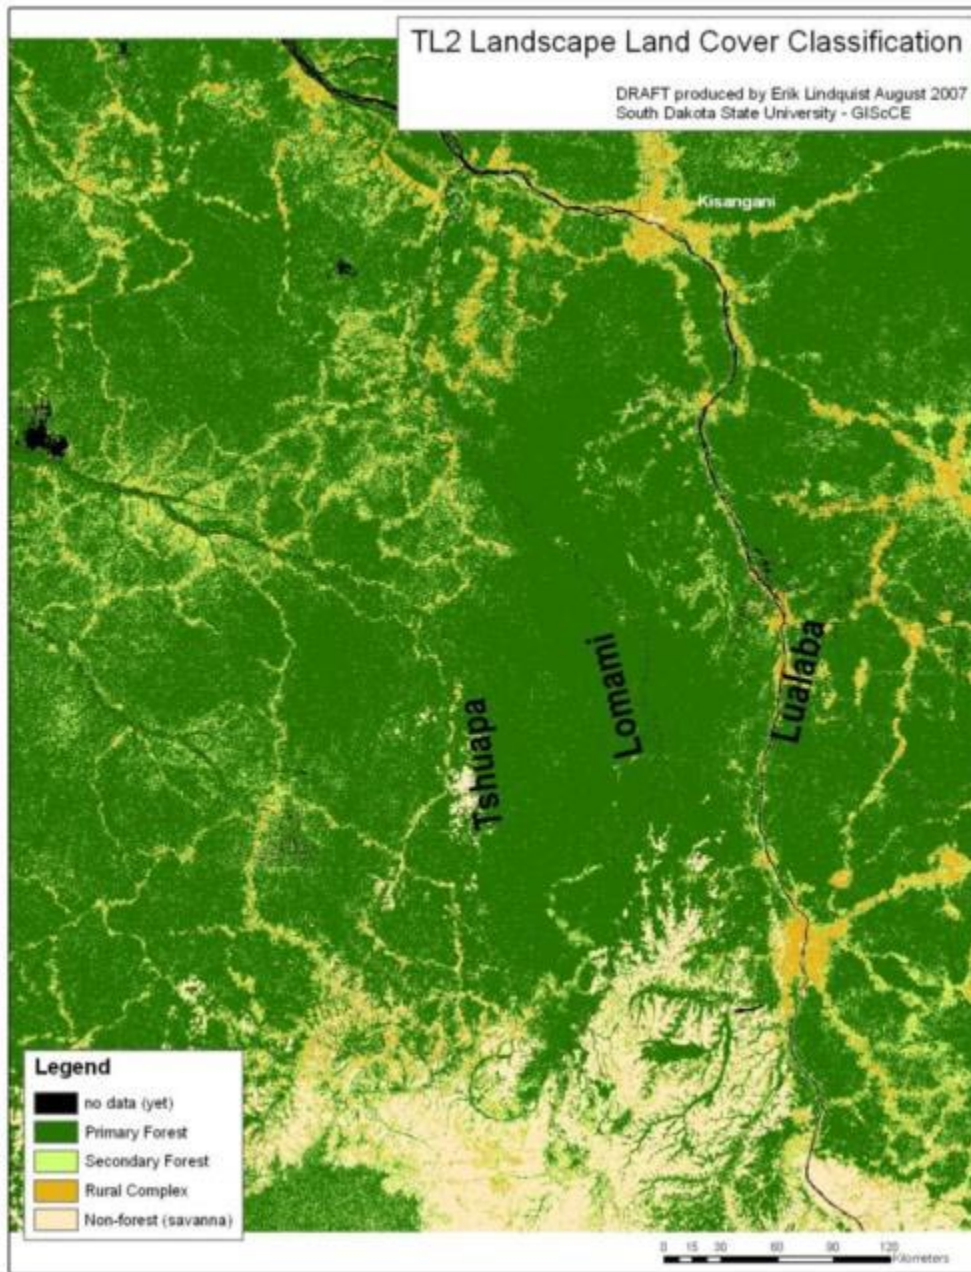 TL2 Landscape Land Cover Classification
DRAFT produced by Erik Lindquist August 2007
South Dakota State University - GIScCE
Kisangani
Lomami
Lualaba
Tshuapa
Legend
no data (yet)
Primary Forest
Secondary Forest
Rural Complex
Non-forest (savanna)
0 15 30 60 90 120
Kilometers